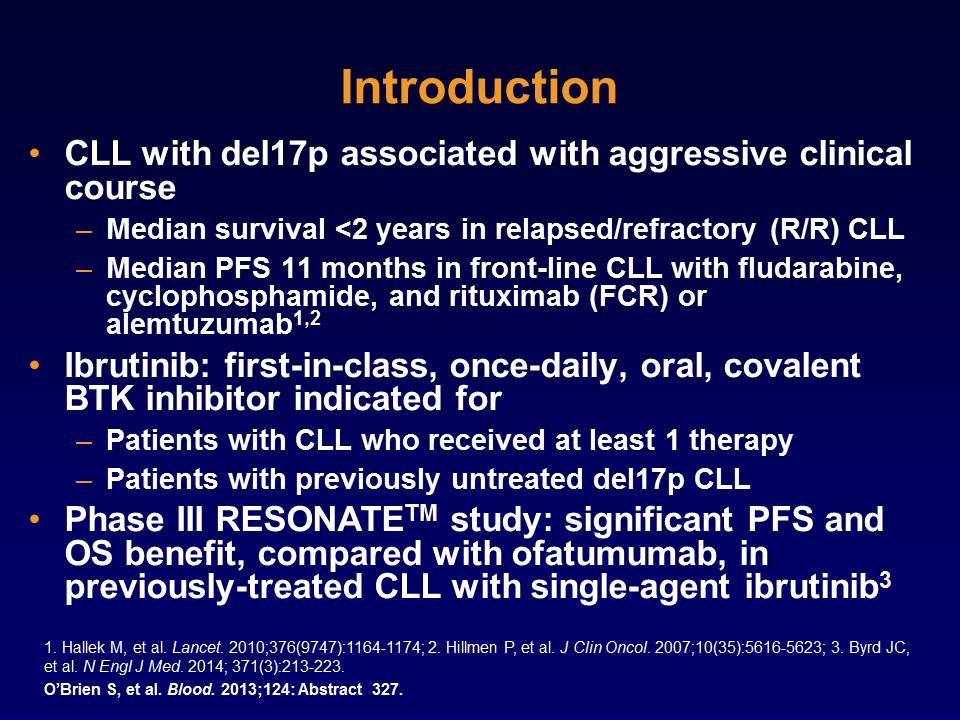 Introduction
• CLL with del17p associated with aggressive clinical
course
– Median survival <2 years in relapsed/refractory (R/R) CLL
– Median PFS 11 months in front-line CLL with fludarabine,
cyclophosphamide, and rituximab (FCR) or
alemtuzumab1,2
• Ibrutinib: first-in-class, once-daily, oral, covalent
BTK inhibitor indicated for
– Patients with CLL who received at least 1 therapy
– Patients with previously untreated del17p CLL
• Phase III RESONATETM study: significant PFS and
OS benefit, compared with ofatumumab, in
previously-treated CLL with single-agent ibrutinib3
1. Hallek M, et al. Lancet. 2010;376(9747):1164-1174; 2. Hillmen P, et al. J Clin Oncol. 2007;10(35):5616-5623; 3. Byrd JC,
et al. N Engl J Med. 2014; 371(3):213-223.
O’Brien S, et al. Blood. 2013;124: Abstract 327.